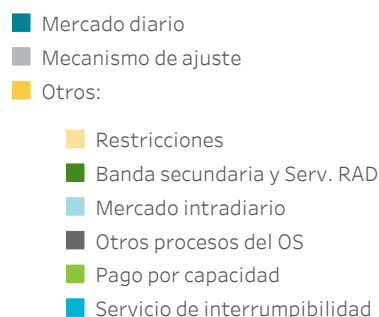 Mercado diario
Mecanismo de ajuste
Otros:
Restricciones
Banda secundaria y Serv. RAD
Mercado intradiario
Otros procesos del OS
Pago por capacidad
Servicio de interrumpibilidad